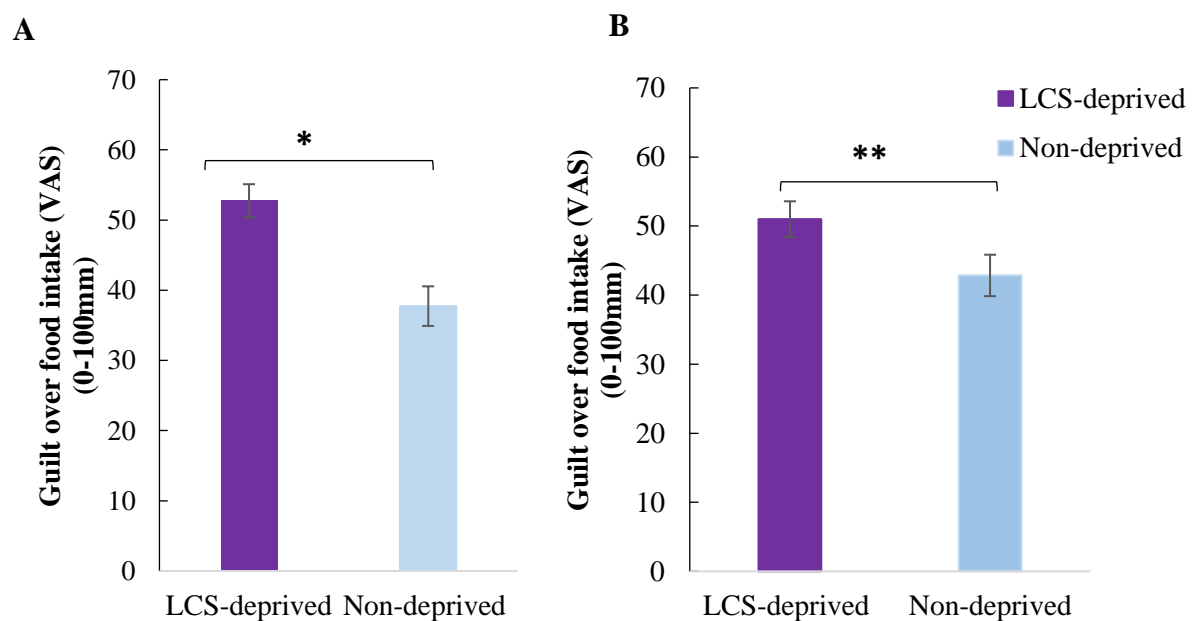 A
Guilt over food intake (VAS)
(0-100mm)
70
60
50
40
30
20
10
0
*
LCS-deprived Non-deprived
B
Guilt over food intake (VAS)
(0-100mm)
70
60
50
40
30
20
10
0
**
LCS-deprived
Non-deprived
LCS-deprived Non-deprived